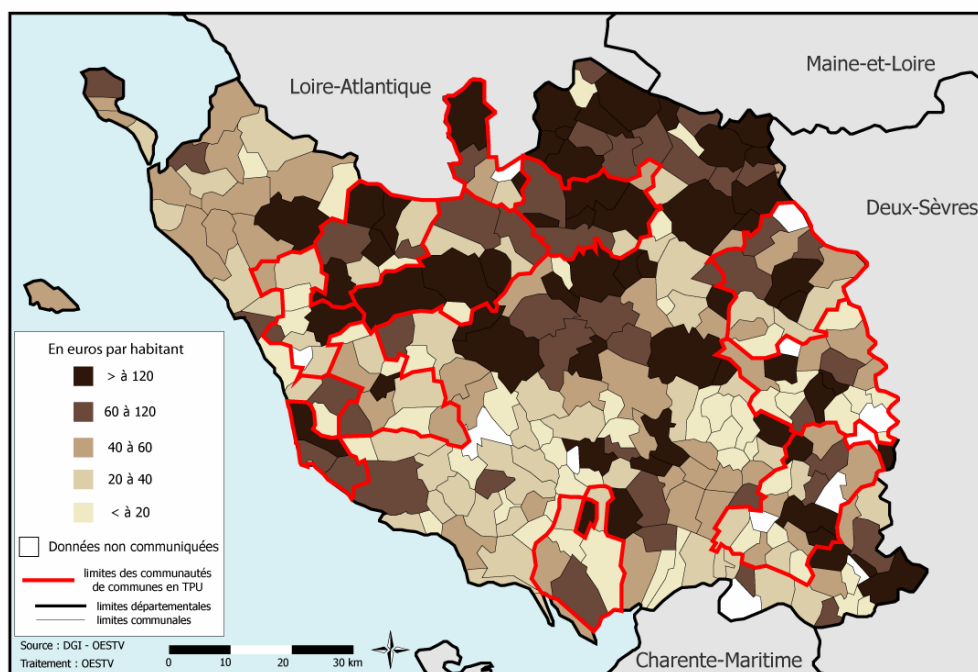 Maine-et-Loire
Loire-Atlantique
Deux-Sèvres
En euros par habitant
> à 120
60 à 120
40 à 60
20 à 40
< à 20
Données non communiquées
limites des communautés
de communes en TPU
limites départementales
limites communales
Source : DGI - OESTV
Traitement : OESTV
0 10 20 30 km
Charente-Maritime